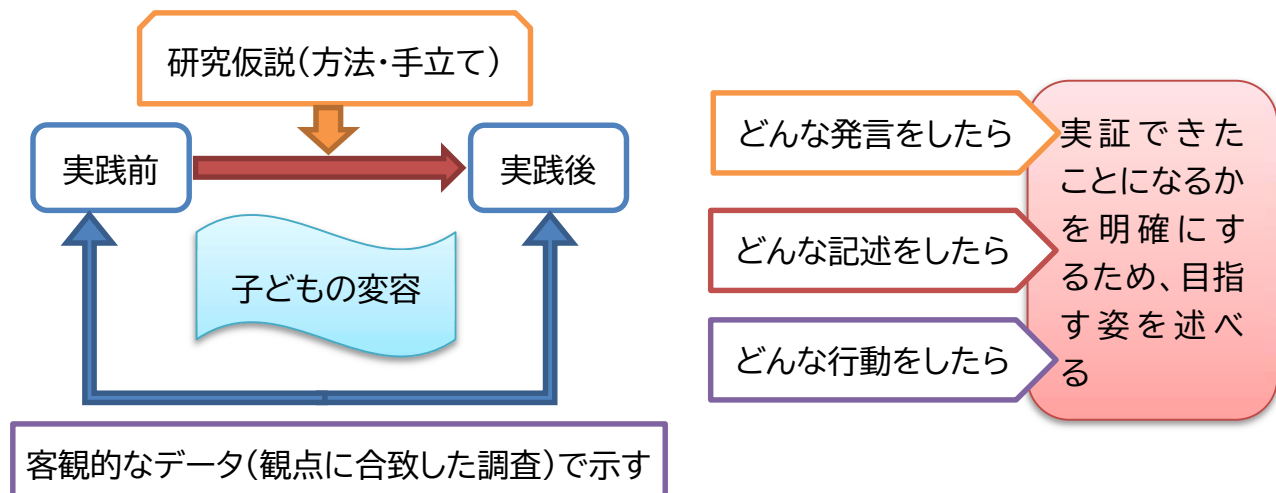 研究仮説(方法・手立て)
実践前
実践後
子どもの変容
客観的なデータ(観点に合致した調査)で示す
どんな発言をしたら
どんな記述をしたら
どんな行動をしたら
実証できた
ことになるか
を明確にす
るため、目指
す姿を述べ
る